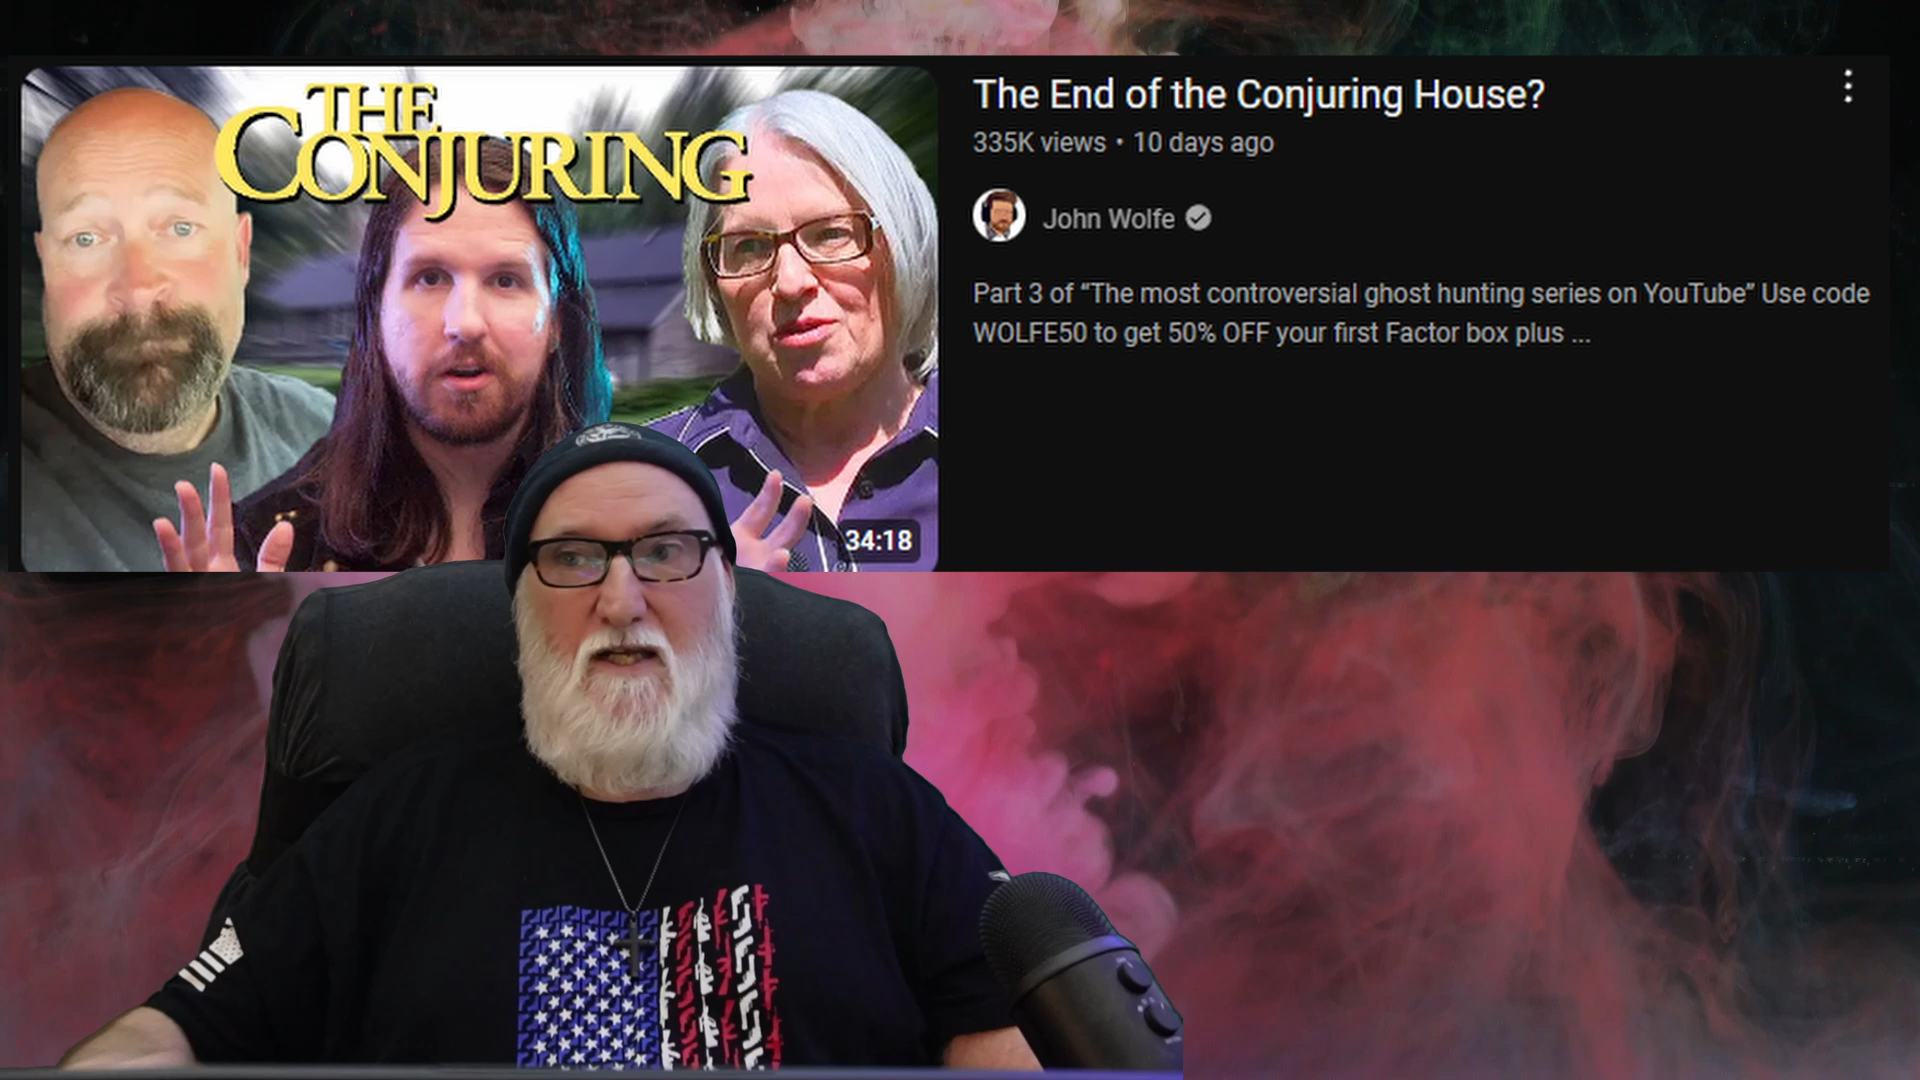 THE
CONJURING
34:18
The End of the Conjuring House?
335K views • 10 days ago
John Wolfe
Part 3 of “The most controversial ghost hunting series on YouTube” Use code
WOLFE50 to get 50% OFF your first Factor box plus ...